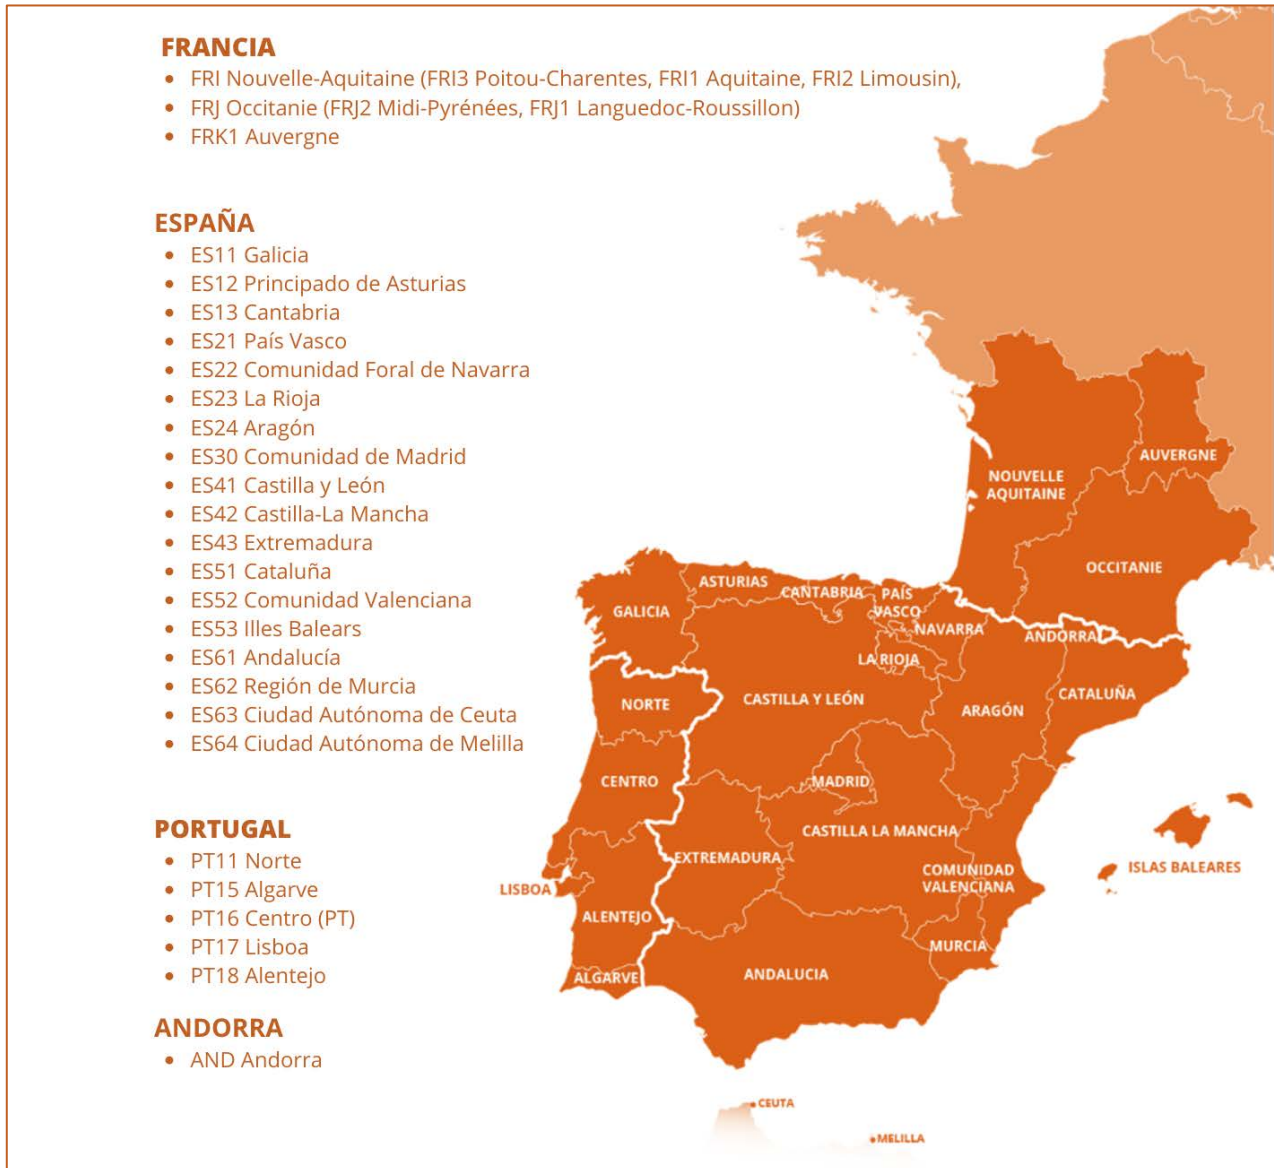 FRANCIA
• FRI Nouvelle-Aquitaine (FRI3 Poitou-Charentes, FRI1 Aquitaine, FRI2 Limousin),
• FRJ Occitanie (FRJ2 Midi-Pyrénées, FRJ1 Languedoc-Roussillon)
• FRK1 Auvergne
ESPAÑA
• ES11 Galicia
• ES12 Principado de Asturias
• ES13 Cantabria
• ES21 País Vasco
• ES22 Comunidad Foral de Navarra
• ES23 La Rioja
• ES24 Aragón
• ES30 Comunidad de Madrid
• ES41 Castilla y León
• ES42 Castilla-La Mancha
• ES43 Extremadura
• ES51 Cataluña
• ES52 Comunidad Valenciana
• ES53 Illes Balears
• ES61 Andalucía
• ES62 Región de Murcia
• ES63 Ciudad Autónoma de Ceuta
• ES64 Ciudad Autónoma de Melilla
PORTUGAL
• PT11 Norte
• PT15 Algarve
• PT16 Centro (PT)
• PT17 Lisboa
• PT18 Alentejo
ANDORRA
• AND Andorra
AUVERGNE
NOUVELLE
AQUITAINE
OCCITANIE
ASTURIAS
CANTABRIA
PAÍS
VASCO
GALICIA
NAVARRA
ANDORRA
LA RIOJA
CATALUÑA
CASTILLA Y LEÓN
NORTE
ARAGÓN
CENTRO
MADRID
CASTILLA LA MANCHA
EXTREMADURA
COMUNIDAD
VALENCIANA
ISLAS BALEARES
LISBOA
ALENTEJO
MURCIA
ANDALUCIA
ALGARVE
CEUTA
MELILLA